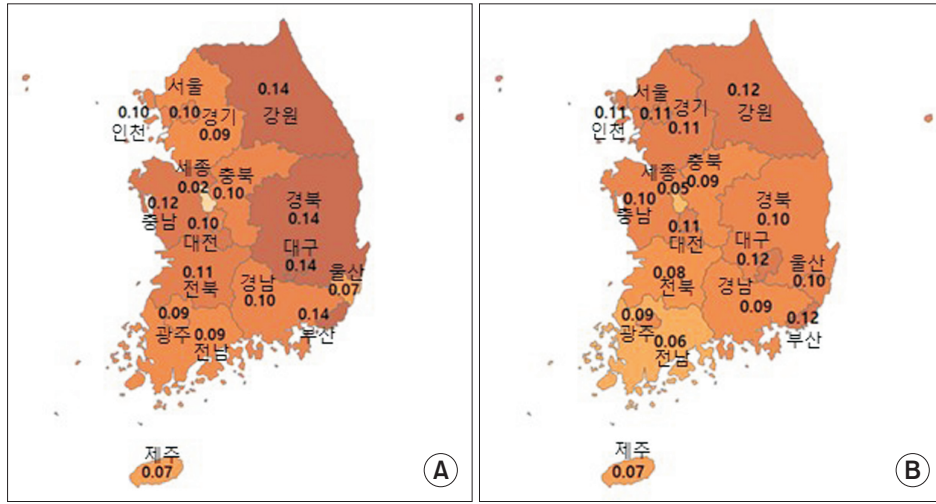 0.14
강원
서울
0.10
인천
0.10
경기
0.09
세종
0.02
충북
0.10
0.12
충남
0.10
대전
경북
0.14
대구
0.14
0.11
전북
경남
0.10
울산
0.07
0.09
광주
0.09
전남
0.14
부산
제주
0.07
A
0.12
강원
서울
0.11
인천
0.11
경기
0.11
세종
0.05
충북
0.09
0.10
충남
0.11
대전
경북
0.10
대구
0.12
0.08
전북
경남
0.09
울산
0.10
0.09
광주
0.06
전남
0.12
부산
제주
0.07
B